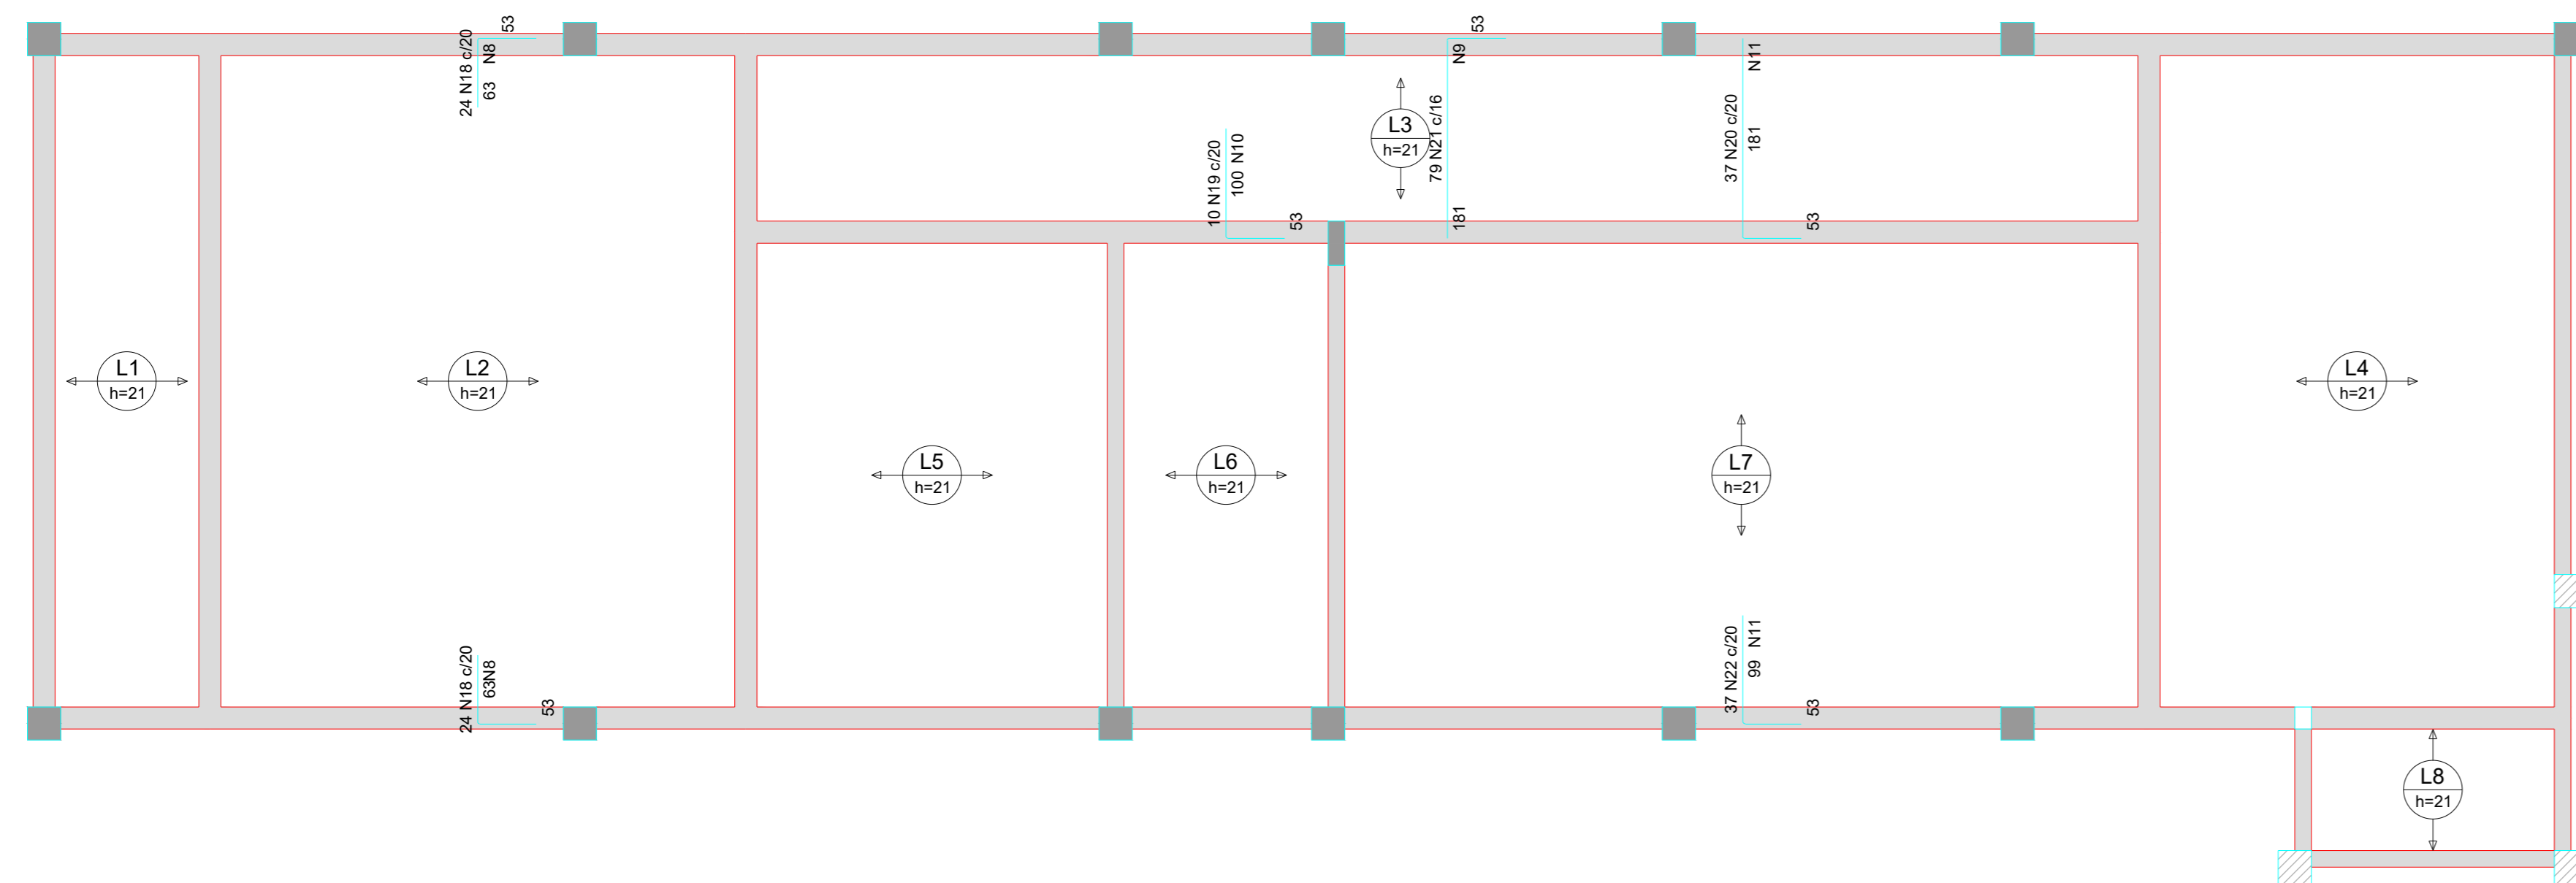 24 N18 c/20
N8
63
53
L3
h=21
79 N21 c/16
N9
181
53
37 N20 c/20
N11
181
53
10 N19 c/20
100 N10
53
L1
h=21
L2
h=21
L4
h=21
L5
h=21
L6
h=21
L7
h=21
24 N18 c/20
63N8
53
37 N22 c/20
99 N11
53
L8
h=21